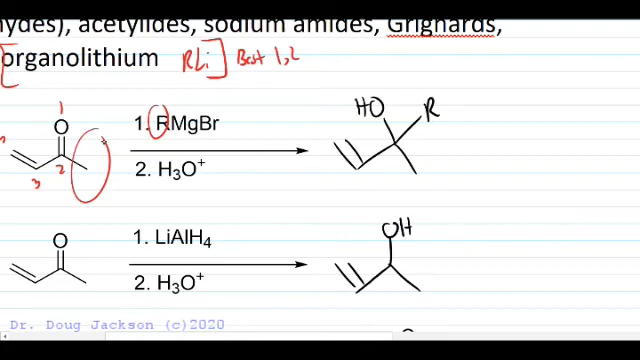 hydes), acetylides, sodium amides, Grignards,
[organolithium RLi] Best 1,2
1 O
1. RMgBr
2. H3O+
3 2
HO R
O
1. LiAlH4
2. H3O+
OH
Dr. Doug Jackson (c)2020